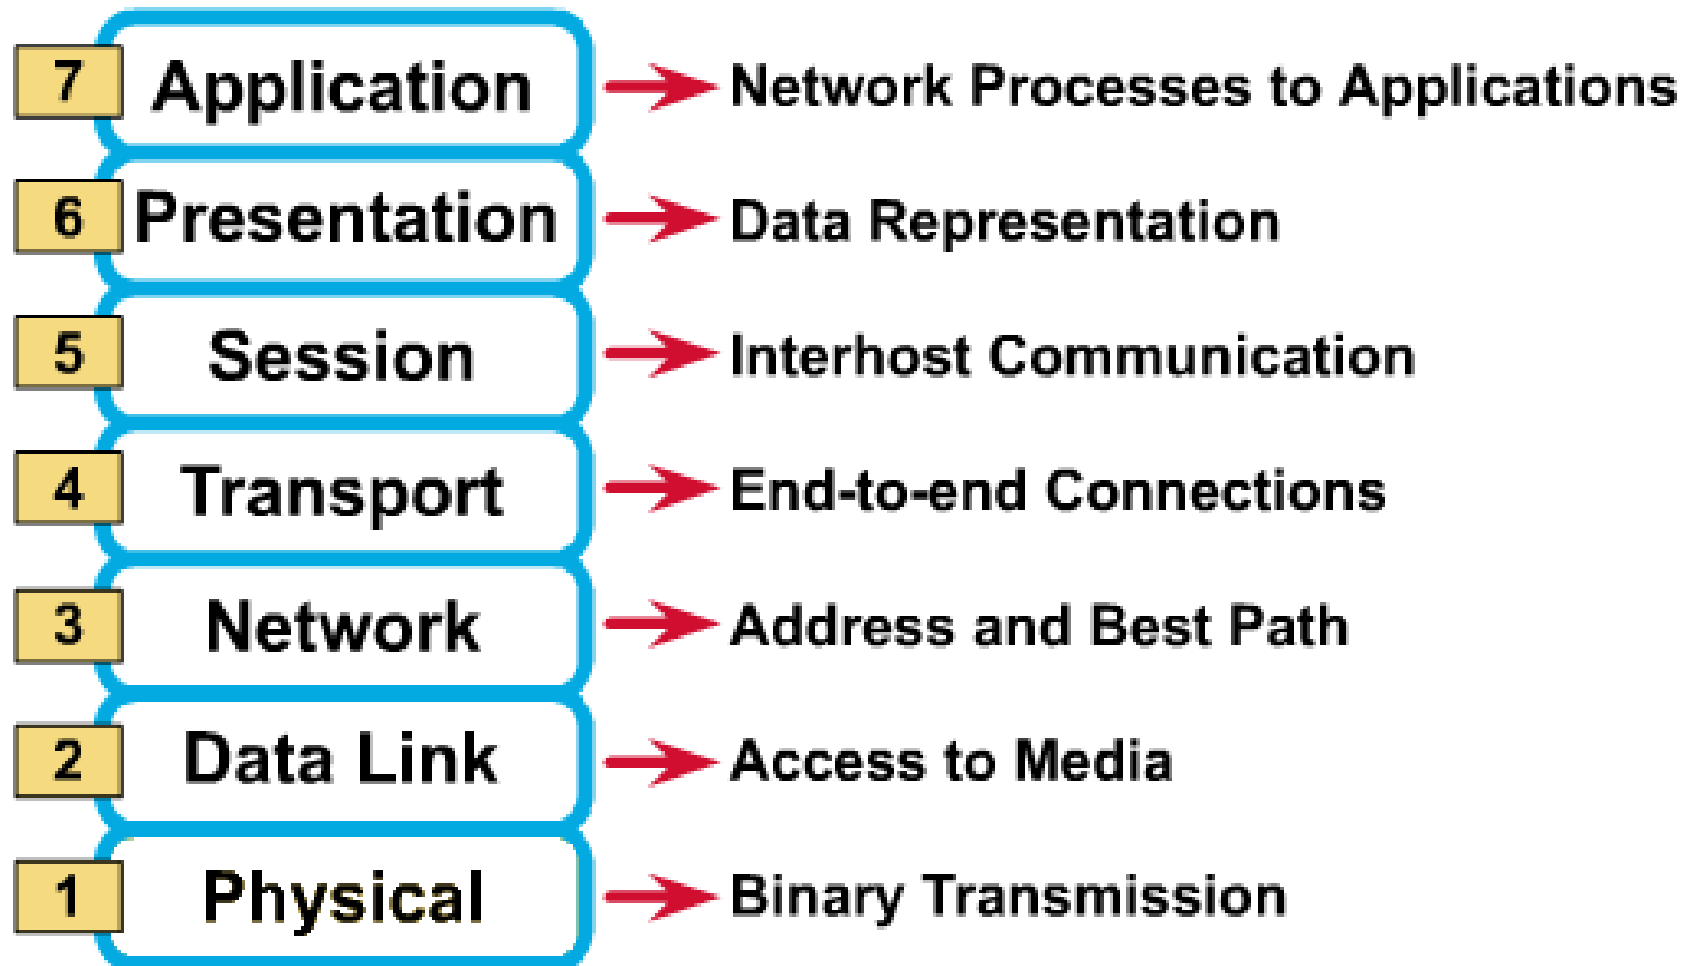 7 Application Network Processes to Applications
6 Presentation Data Representation
5 Session Interhost Communication
4 Transport End-to-end Connections
3 Network Address and Best Path
2 Data Link Access to Media
1 Physical Binary Transmission